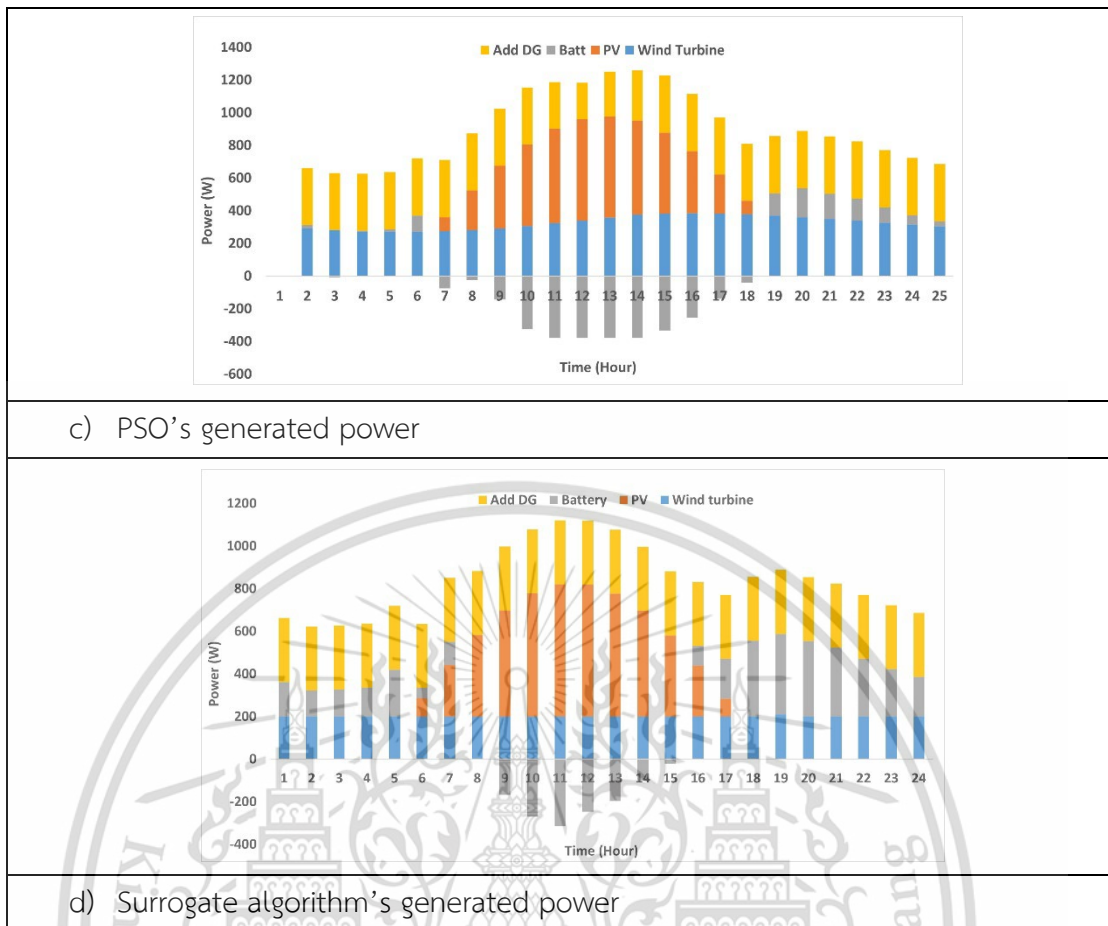 1400
Add DG Batt PV Wind Turbine
1200
1000
800
600
400
200
0
-200
-400
-600
Power (W)
1 2 3 4 5 6 7 8 9 10 11 12 13 14 15 16 17 18 19 20 21 22 23 24 25
Time (Hour)
c) PSO’s generated power
1200
Add DG Battery PV Wind turbine
1000
800
600
400
200
0
-200
-400
Power (W)
1 2 3 4 5 6 7 8 9 10 11 12 13 14 15 16 17 18 19 20 21 22 23 24
Time (Hour)
d) Surrogate algorithm’s generated power